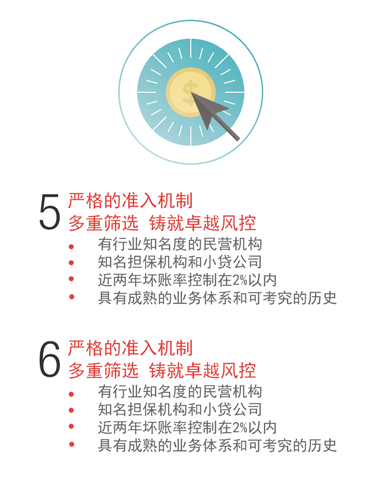 $
5
严格的准入机制
多重筛选 铸就卓越风控
有行业知名度的民营机构
知名担保机构和小贷公司
近两年坏账率控制在2%以内
具有成熟的业务体系和可考究的历史
6
严格的准入机制
多重筛选 铸就卓越风控
有行业知名度的民营机构
知名担保机构和小贷公司
近两年坏账率控制在2%以内
具有成熟的业务体系和可考究的历史